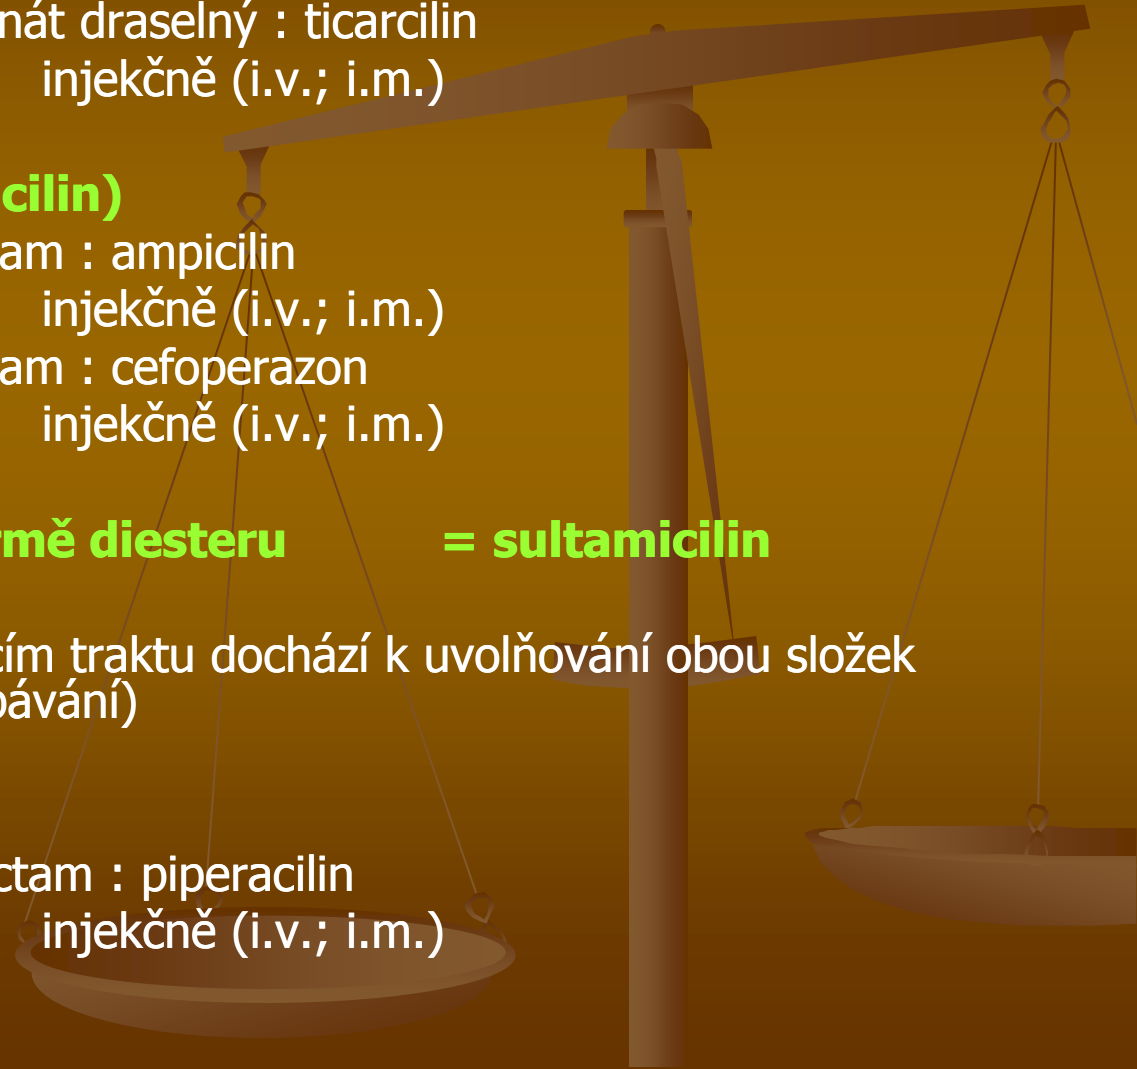 nát draselný : ticarcilin
injekčně (i.v.; i.m.)
cilin)
am : ampicilin
injekčně (i.v.; i.m.)
am : cefoperazon
injekčně (i.v.; i.m.)
rmě diesteru = sultamicilin
cím traktu dochází k uvolňování obou složek
pávání)
ctam : piperacilin
injekčně (i.v.; i.m.)